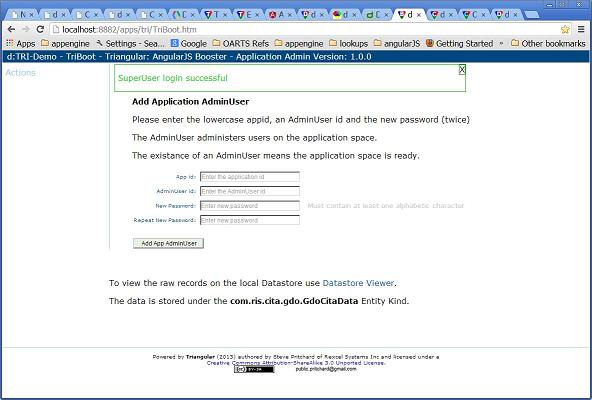 localhost:8882/apps/tri/TriBoot.htm
Apps appengine Settings - Sea... Google OARTS Refs appengine lookups angularJS Getting Started » Other bookmarks
d:TRI-Demo - TriBoot - Triangular: AngularJS Booster - Application Admin Version: 1.0.0
Actions
SuperUser login successful
X
Add Application AdminUser
Please enter the lowercase appid, an AdminUser id and the new password (twice)
The AdminUser administers users on the application space.
The existance of an AdminUser means the application space is ready.
App id: Enter the application id
AdminUser id: Enter the AdminUser id
New Password: Enter new password Must contain at least one alphabetic character
Repeat New Password: Enter new password
Add App AdminUser
To view the raw records on the local Datastore use Datastore Viewer.
The data is stored under the com.ris.cita.gdo.GdoCitaData Entity Kind.
Powered by Triangular (2013) authored by Steve Pritchard of Rexcel Systems Inc and licensed under a
Creative Commons Attribution-ShareAlike 3.0 Unported License.
BY-SA public.pritchard@gmail.com